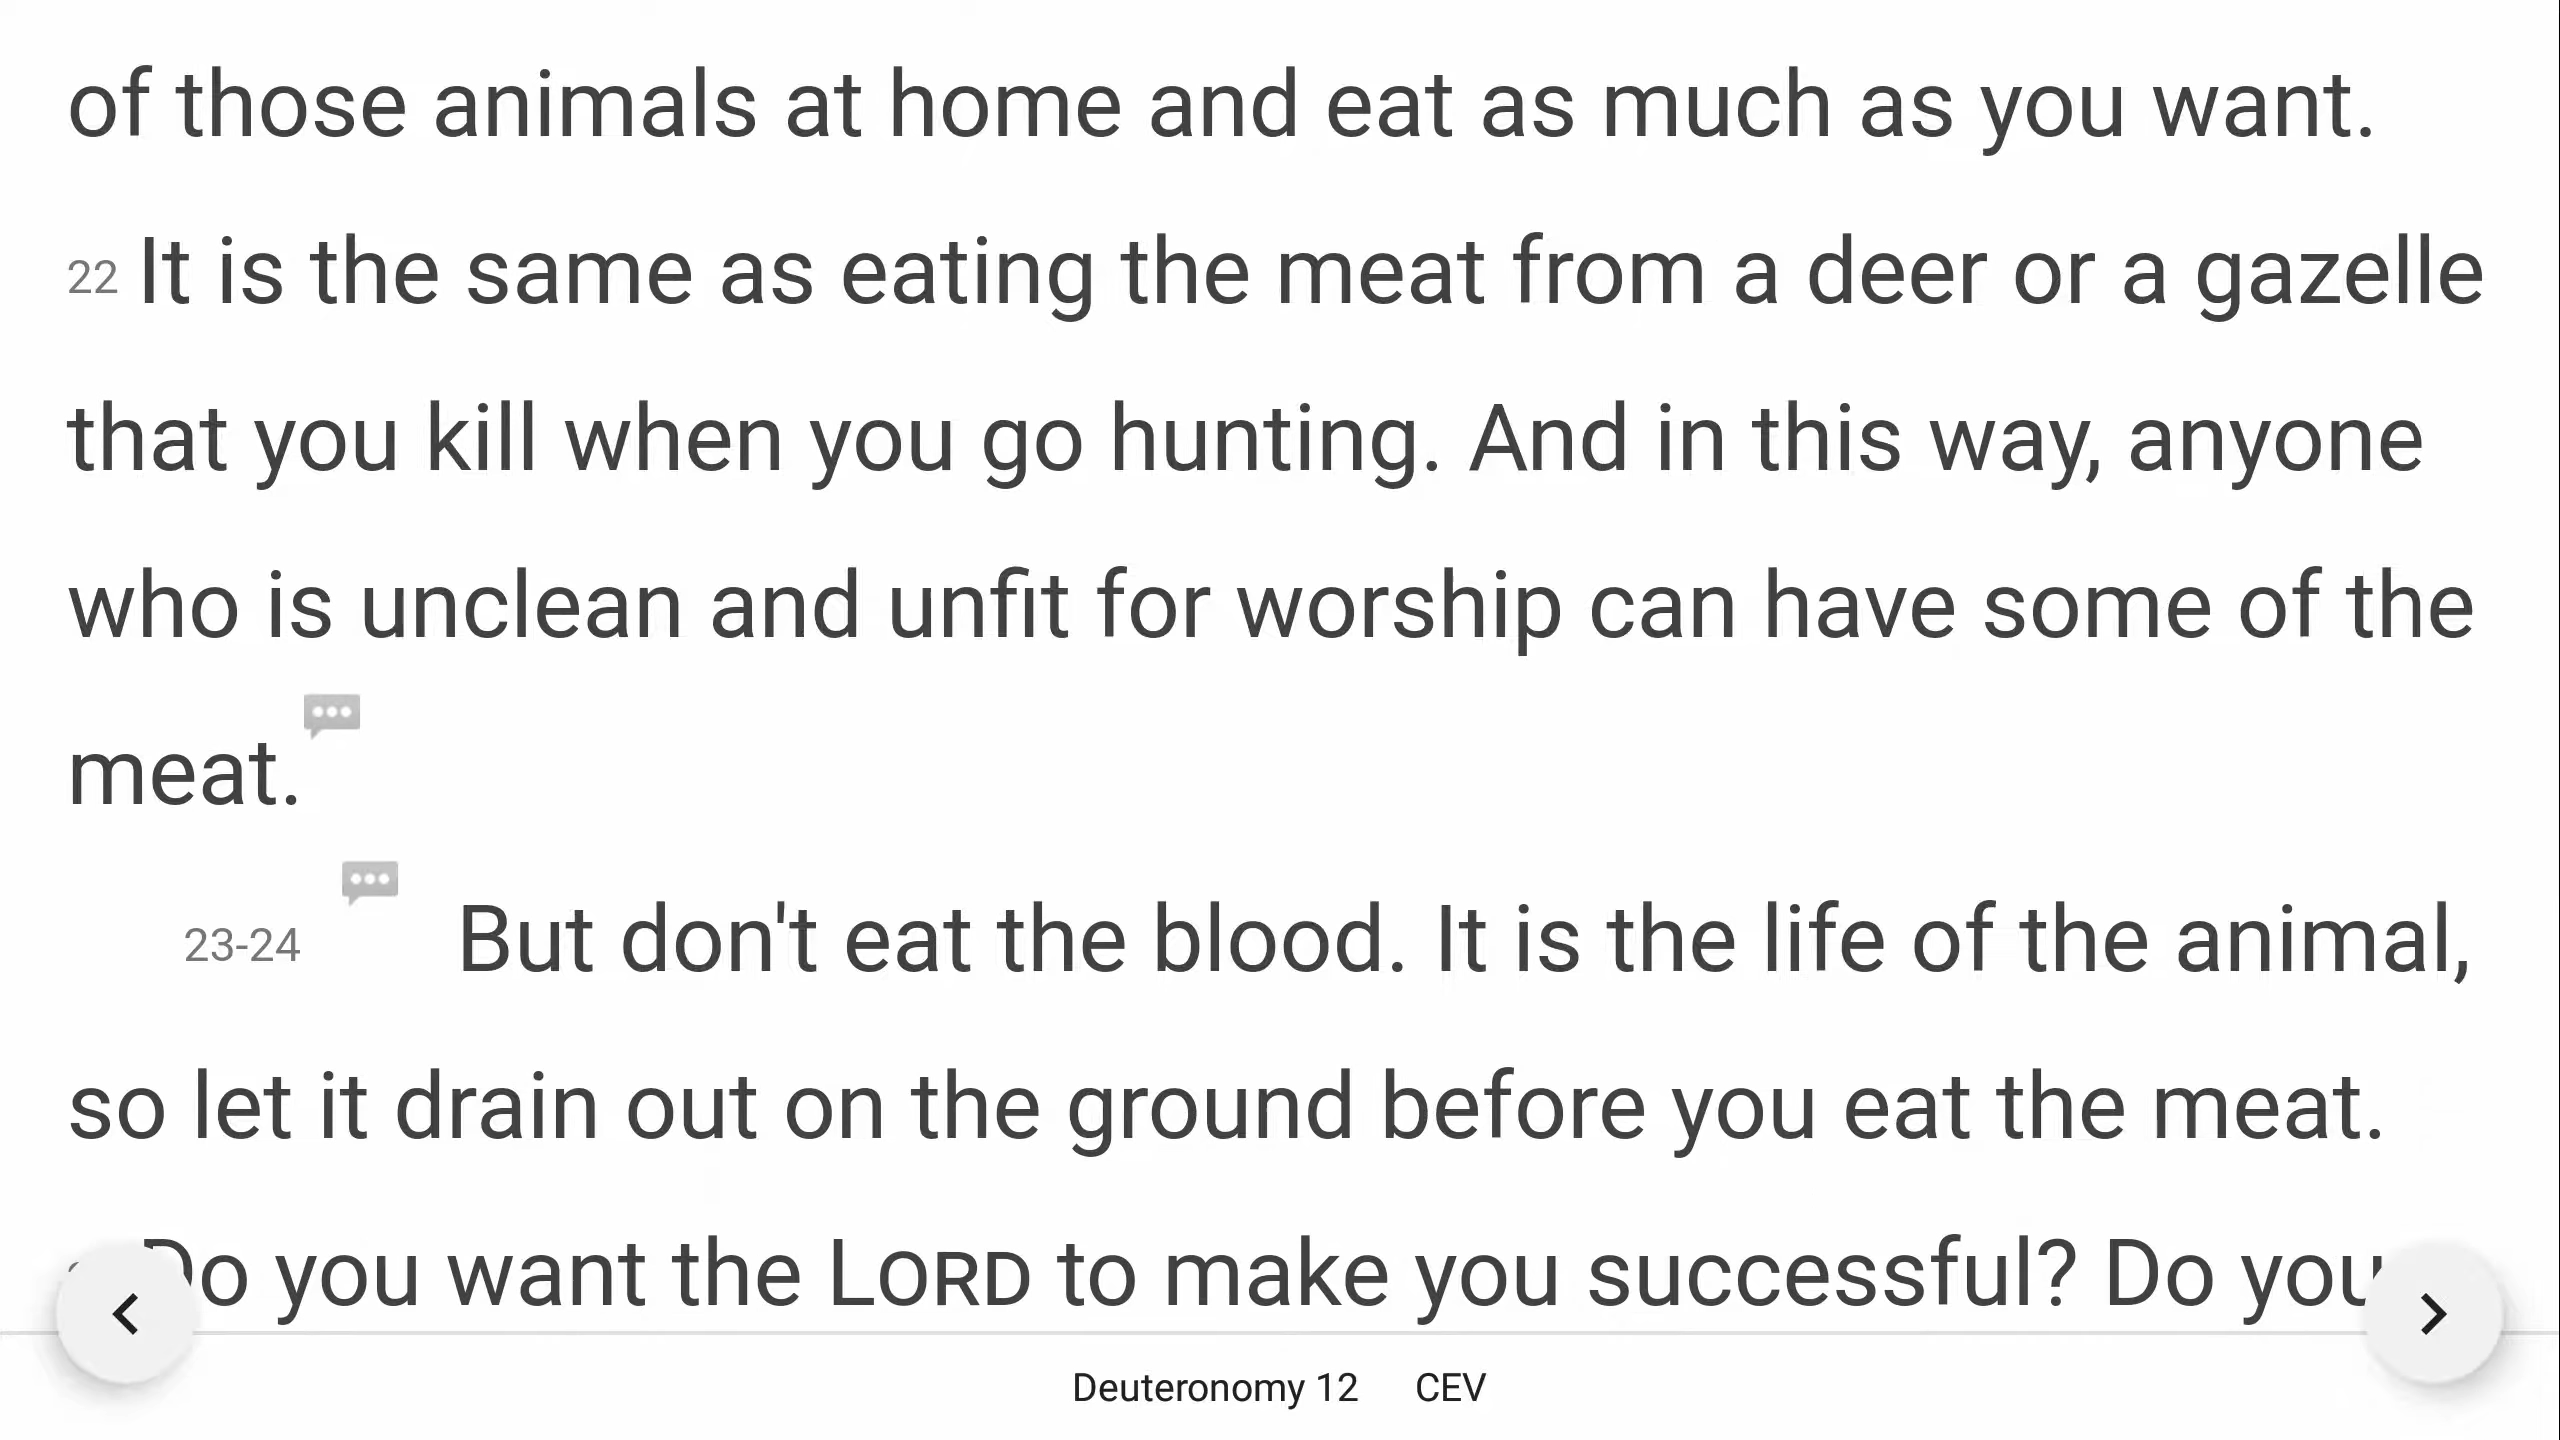 of those animals at home and eat as much as you want.
22 It is the same as eating the meat from a deer or a gazelle
that you kill when you go hunting. And in this way, anyone
who is unclean and unfit for worship can have some of the
meat.
23-24 But don't eat the blood. It is the life of the animal,
so let it drain out on the ground before you eat the meat.
Do you want the LORD to make you successful? Do you
Deuteronomy 12 CEV